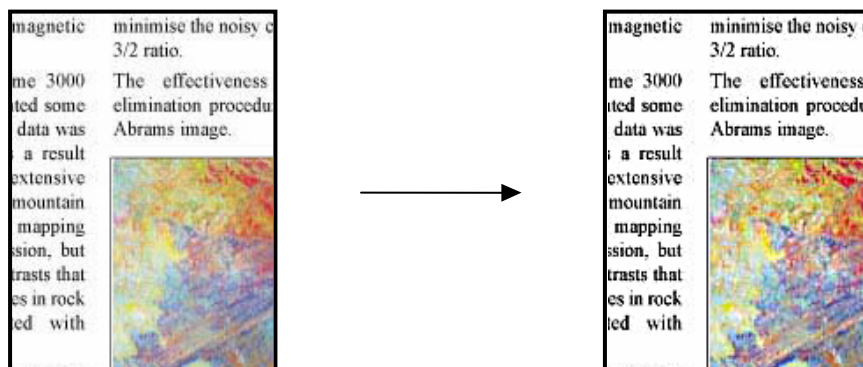 magnetic
me 3000
ted some
data was
a result
extensive
mountain
mapping
ssion, but
trasts that
es in rock
ted with
minimise the noisy c
3/2 ratio.
The effectiveness
elimination procedu
Abrams image.
magnetic
me 3000
ted some
data was
a result
extensive
mountain
mapping
ssion, but
trasts that
es in rock
ted with
minimise the noisy
3/2 ratio.
The effectiveness
elimination procedu
Abrams image.